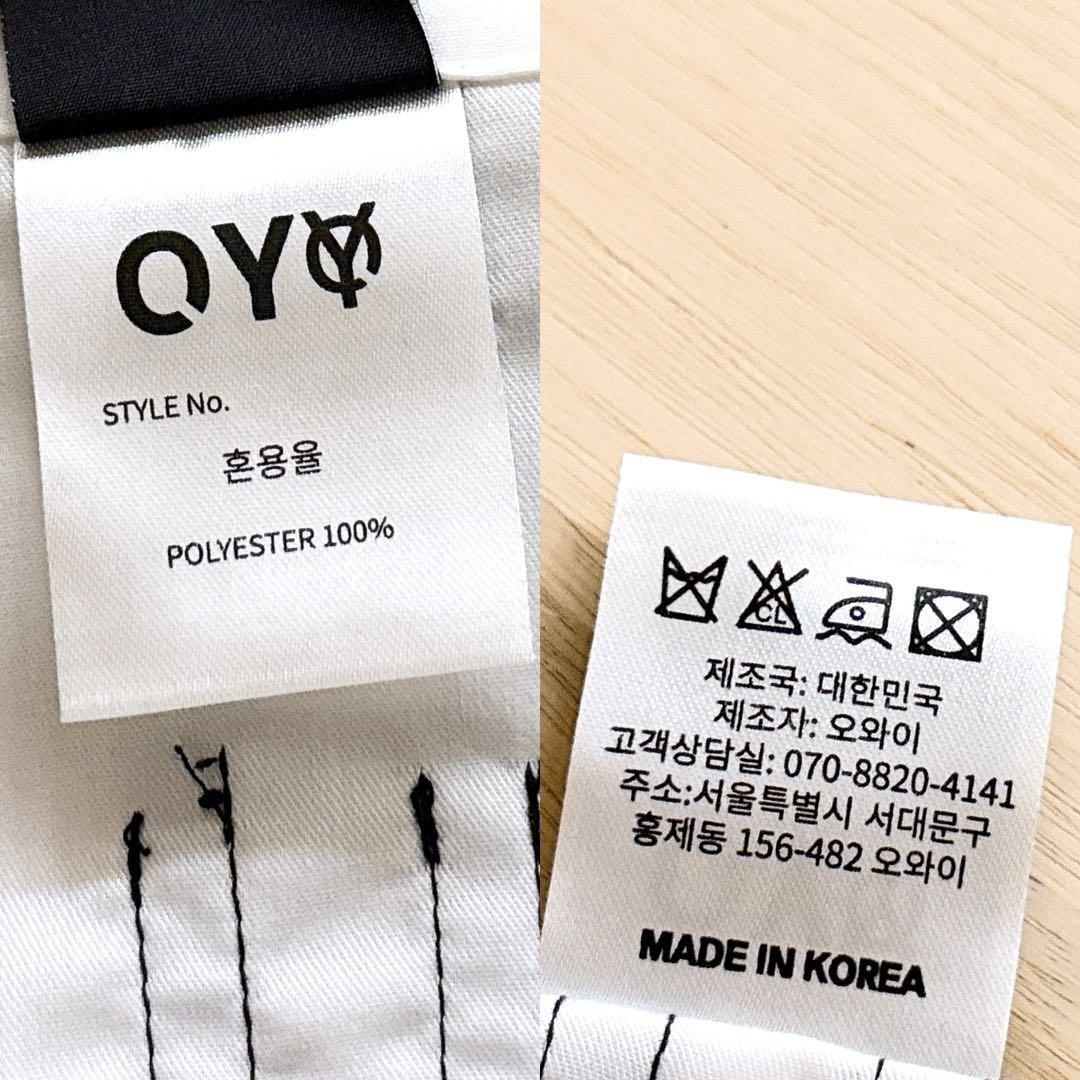 OYY
STYLE No.
혼용율
POLYESTER 100%
CL
제조국: 대한민국
제조자: 오와이
고객상담실: 070-8820-4141
주소:서울특별시 서대문구
홍제동 156-482 오와이
MADE IN KOREA